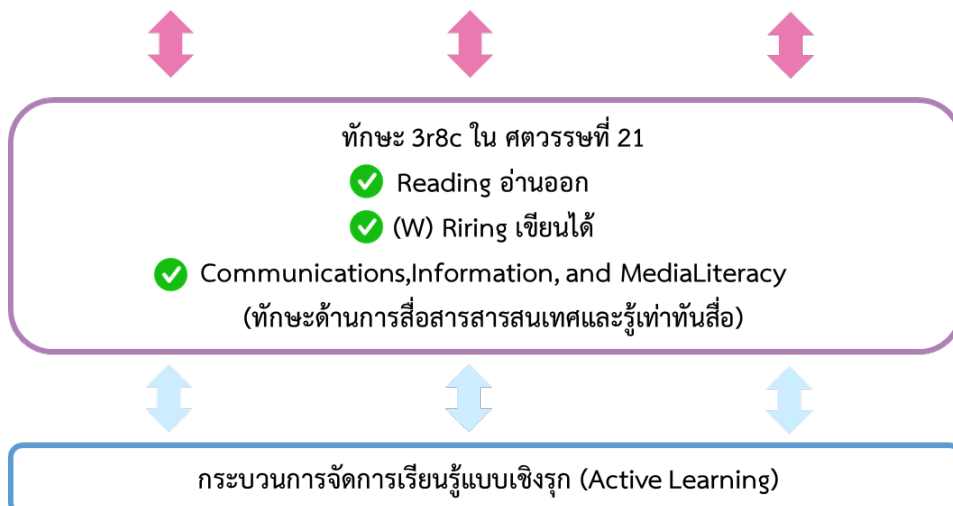 ทักษะ 3r8c ใน ศตวรรษที่ 21
Reading อ่านออก
(W) Riring เขียนได้
Communications,Information, and MediaLiteracy
(ทักษะด้านการสื่อสารสารสนเทศและรู้เท่าทันสื่อ)
กระบวนการจัดการเรียนรู้แบบเชิงรุก (Active Learning)